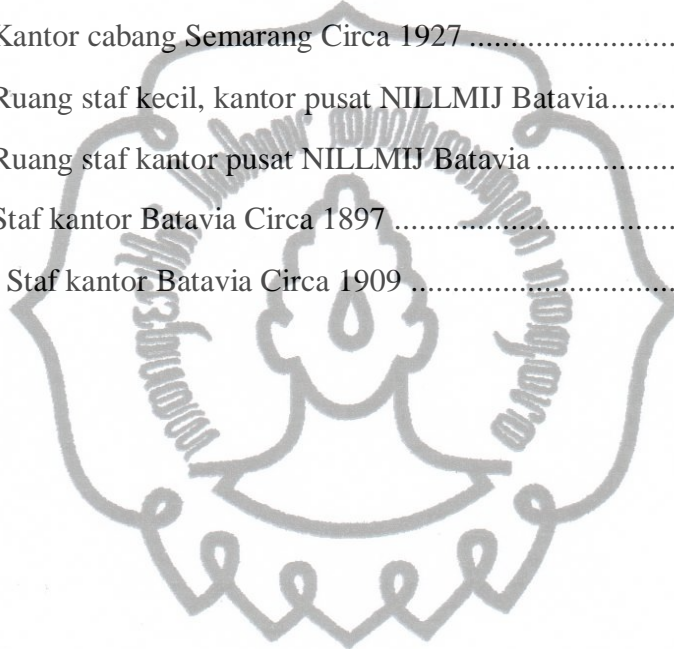 Kantor cabang Semarang Circa 1927 ..........................
Ruang staf kecil, kantor pusat NILLMIJ Batavia.......
Ruang staf kantor pusat NILLMIJ Batavia ................
Staf kantor Batavia Circa 1897 ...................................
Staf kantor Batavia Circa 1909 .................................